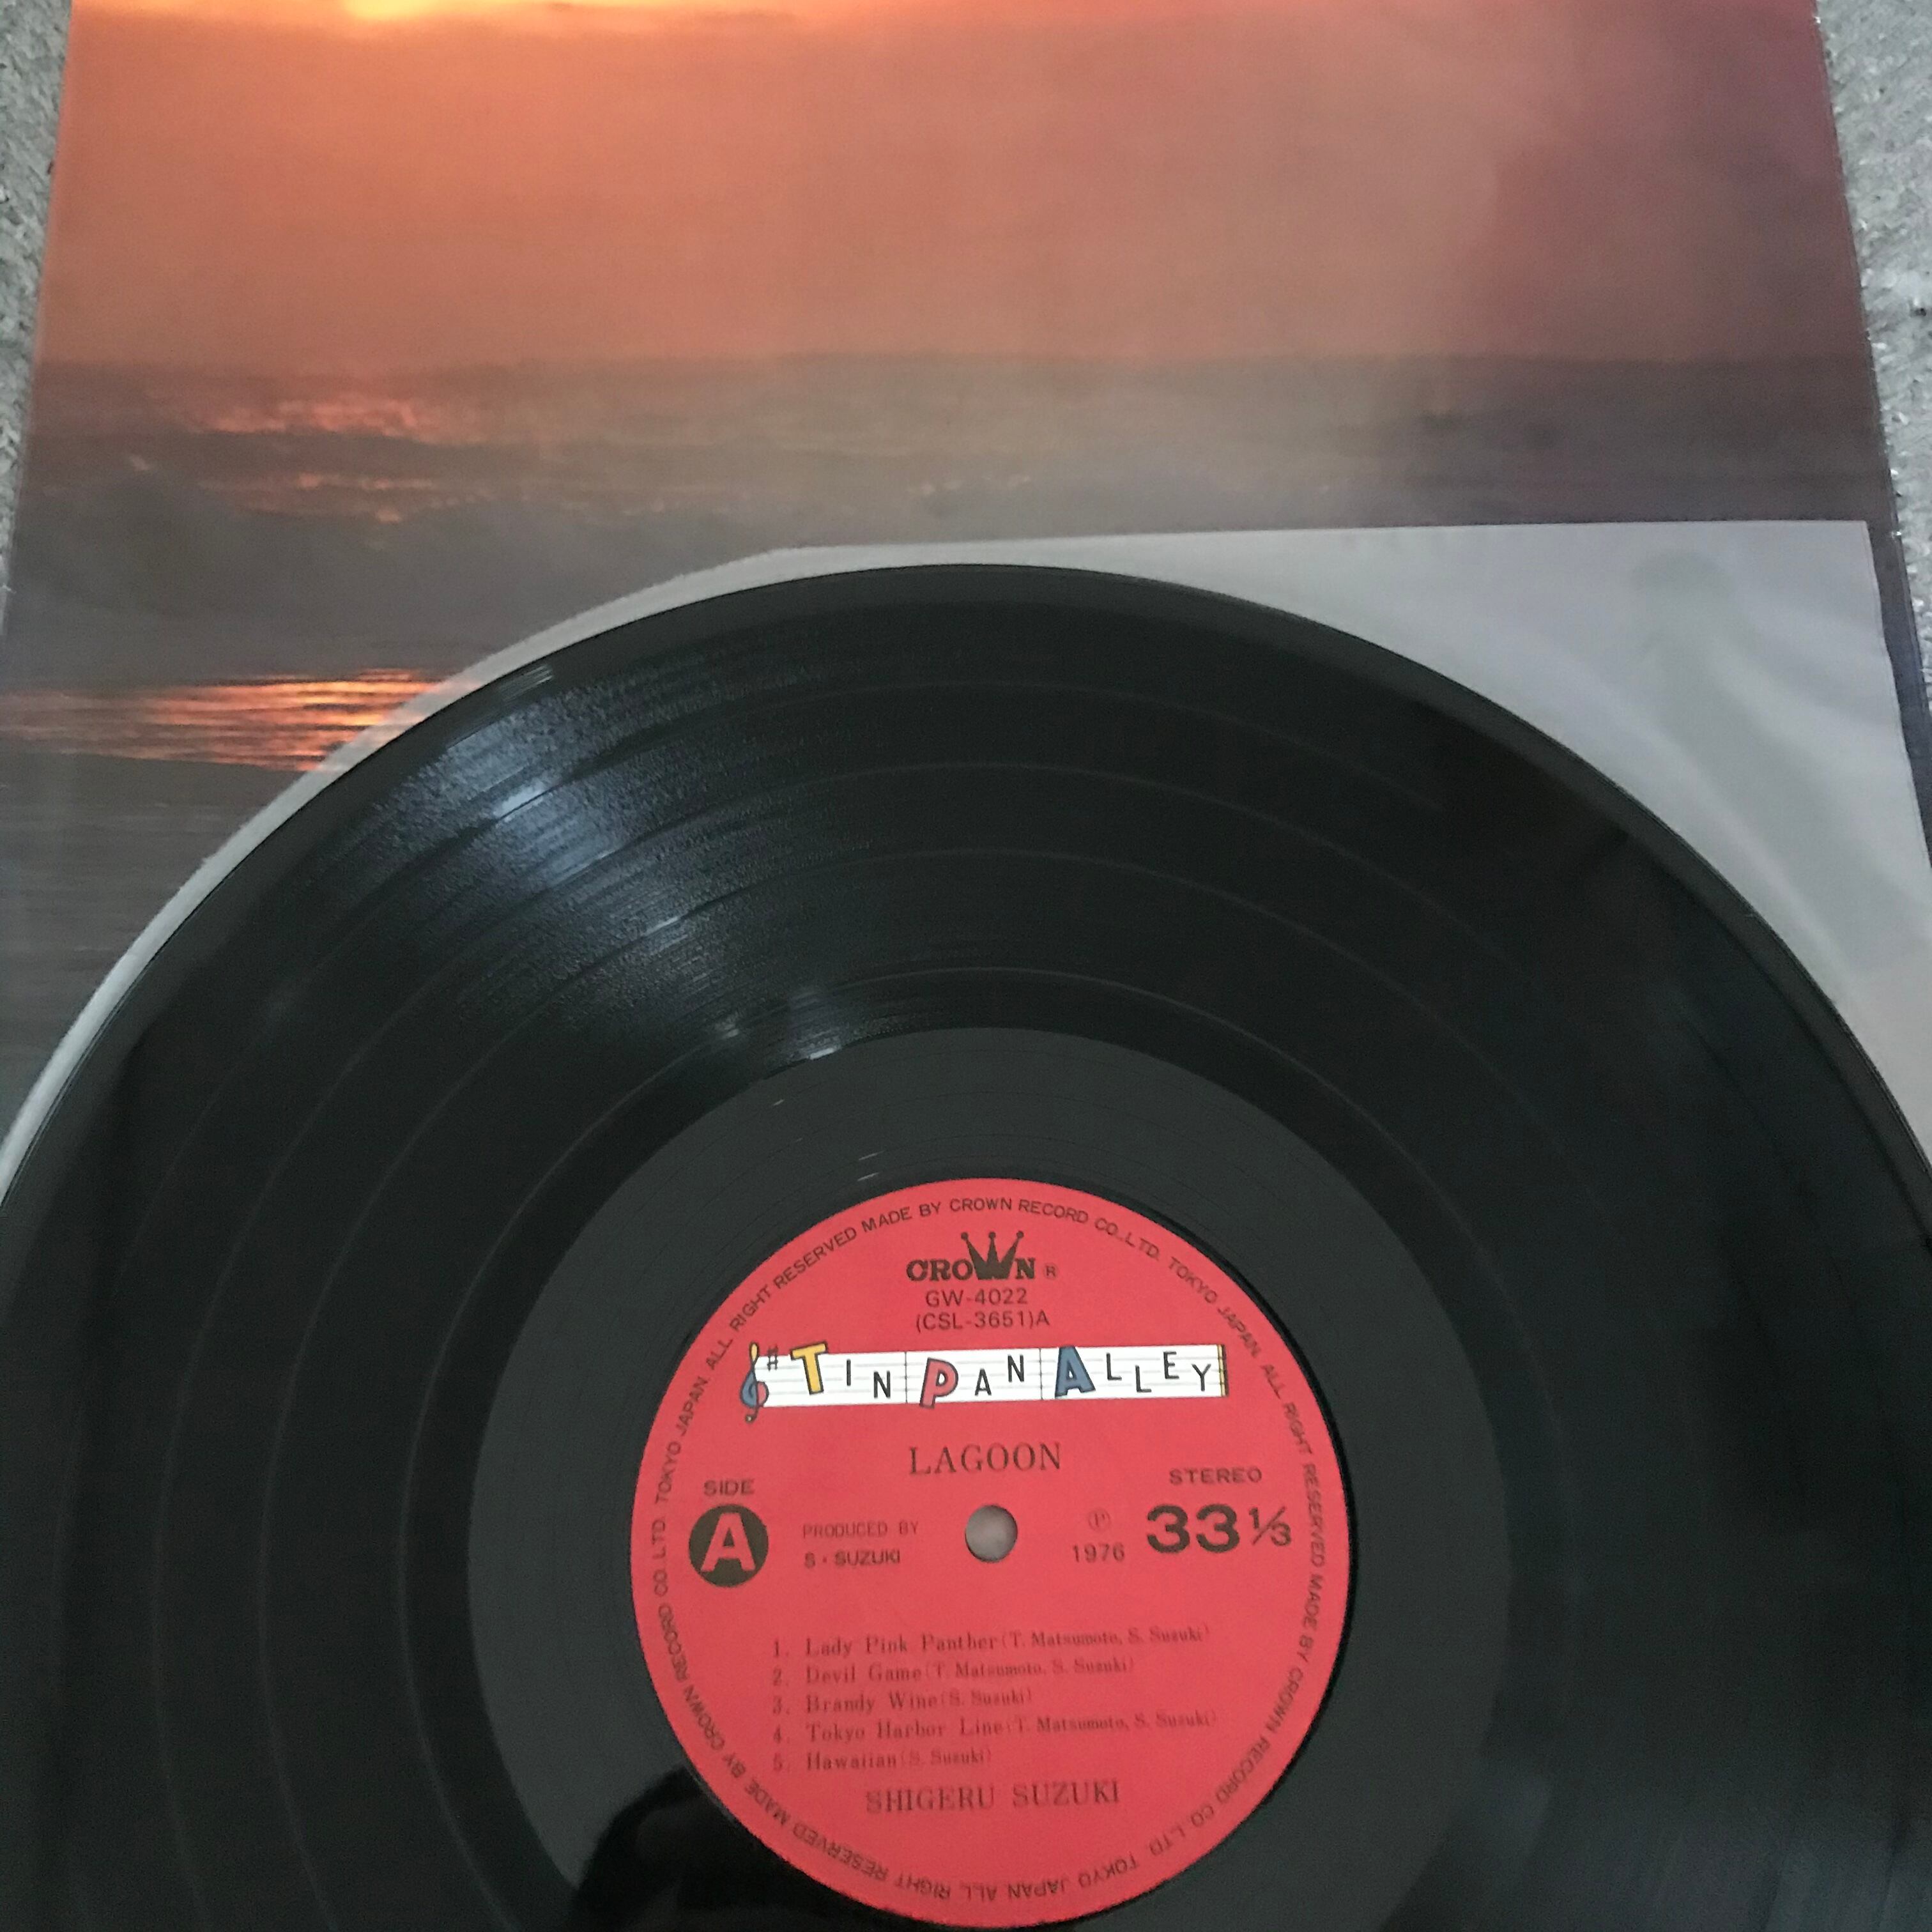 ALL RIGHT RESERVED MADE BY CROWN RECORD CO.,LTD. TOKYO JAPAN. ALL RIGHT RESERVED MADE BY CROWN RECORD CO.,LTD. TOKYO JAPAN. ALL RIGHT RESERVED MADE BY CROWN RECORD CO.,LTD. TOKYO JAPAN.
CROWN R
GW-4022
(CSL-3651)A
TIN PAN ALLEY
LAGOON
SIDE
A
PRODUCED BY
S・SUZUKI
Ⓟ
1976
STEREO
33⅓
1. Lady Pink Panther(T. Matsumoto, S. Suzuki)
2. Devil Game(T. Matsumoto, S. Suzuki)
3. Brandy Wine(S. Suzuki)
4. Tokyo Harbor Line(T. Matsumoto, S. Suzuki)
5. Hawaiian(S. Suzuki)
SHIGERU SUZUKI